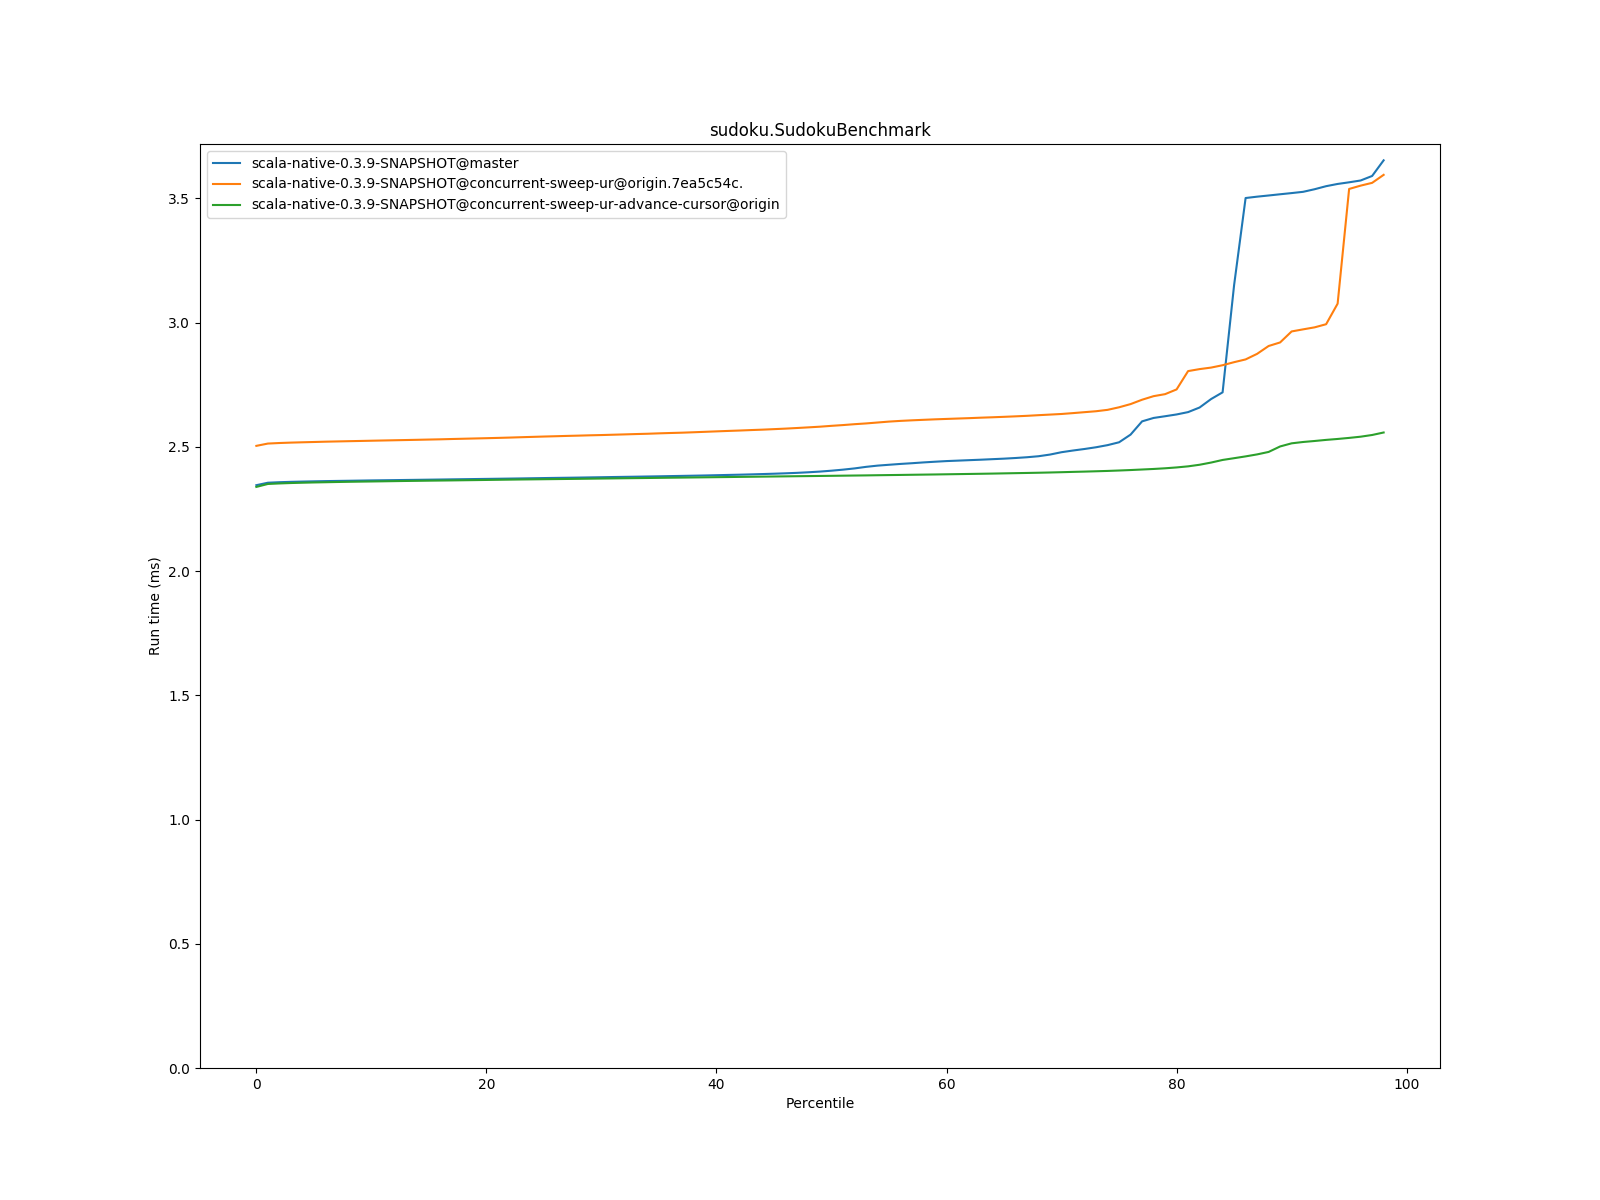 sudoku.SudokuBenchmark
scala-native-0.3.9-SNAPSHOT@master
scala-native-0.3.9-SNAPSHOT@concurrent-sweep-ur@origin.7ea5c54c.
scala-native-0.3.9-SNAPSHOT@concurrent-sweep-ur-advance-cursor@origin
3.5
3.0
2.5
2.0
1.5
1.0
0.5
0.0
Run time (ms)
0 20 40 60 80 100
Percentile